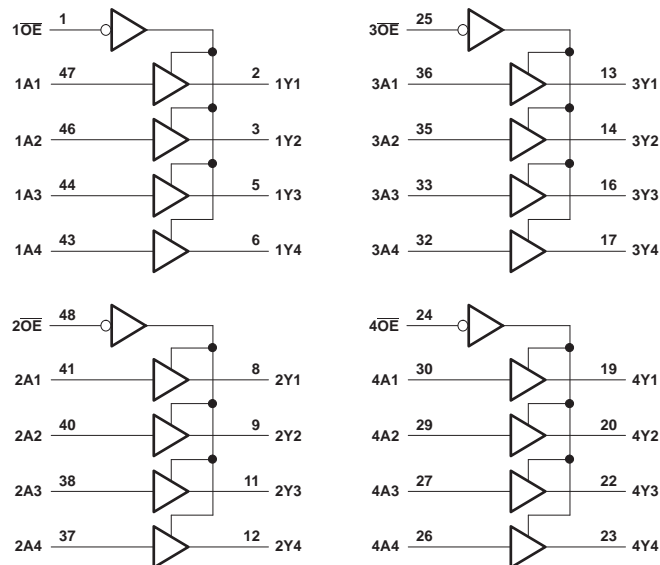 1OE 1
1A1 47 2 1Y1
1A2 46 3 1Y2
1A3 44 5 1Y3
1A4 43 6 1Y4
3OE 25
3A1 36 13 3Y1
3A2 35 14 3Y2
3A3 33 16 3Y3
3A4 32 17 3Y4
2OE 48
2A1 41 8 2Y1
2A2 40 9 2Y2
2A3 38 11 2Y3
2A4 37 12 2Y4
4OE 24
4A1 30 19 4Y1
4A2 29 20 4Y2
4A3 27 22 4Y3
4A4 26 23 4Y4